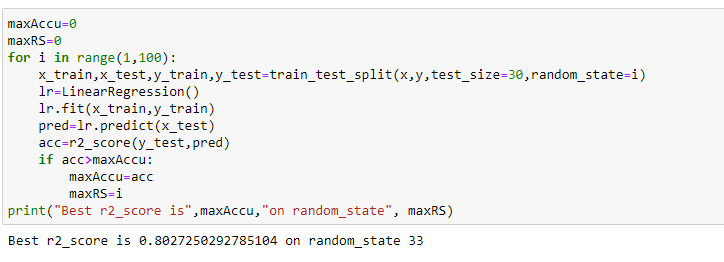 maxAccu=0
maxRS=0
for i in range(1,100):
    x_train,x_test,y_train,y_test=train_test_split(x,y,test_size=30,random_state=i)
    lr=LinearRegression()
    lr.fit(x_train,y_train)
    pred=lr.predict(x_test)
    acc=r2_score(y_test,pred)
    if acc>maxAccu:
        maxAccu=acc
        maxRS=i
print("Best r2_score is",maxAccu,"on random_state", maxRS)
Best r2_score is 0.8027250292785104 on random_state 33